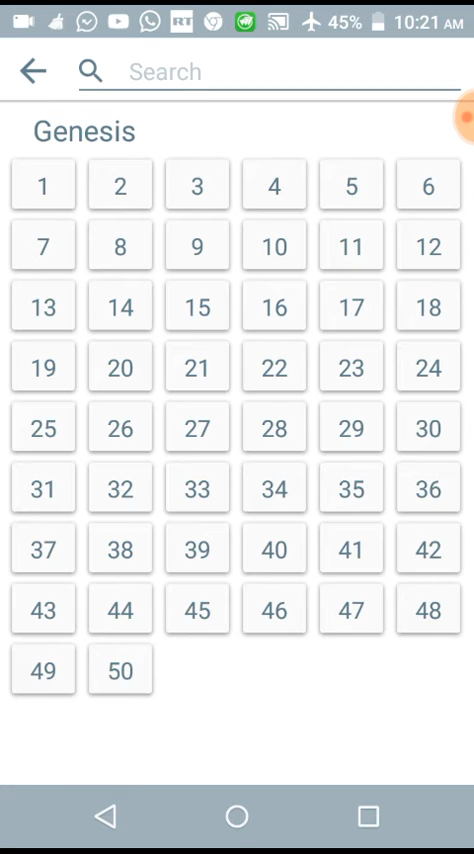 RT 45% 10:21 AM
Search
Genesis
1 2 3 4 5 6
7 8 9 10 11 12
13 14 15 16 17 18
19 20 21 22 23 24
25 26 27 28 29 30
31 32 33 34 35 36
37 38 39 40 41 42
43 44 45 46 47 48
49 50